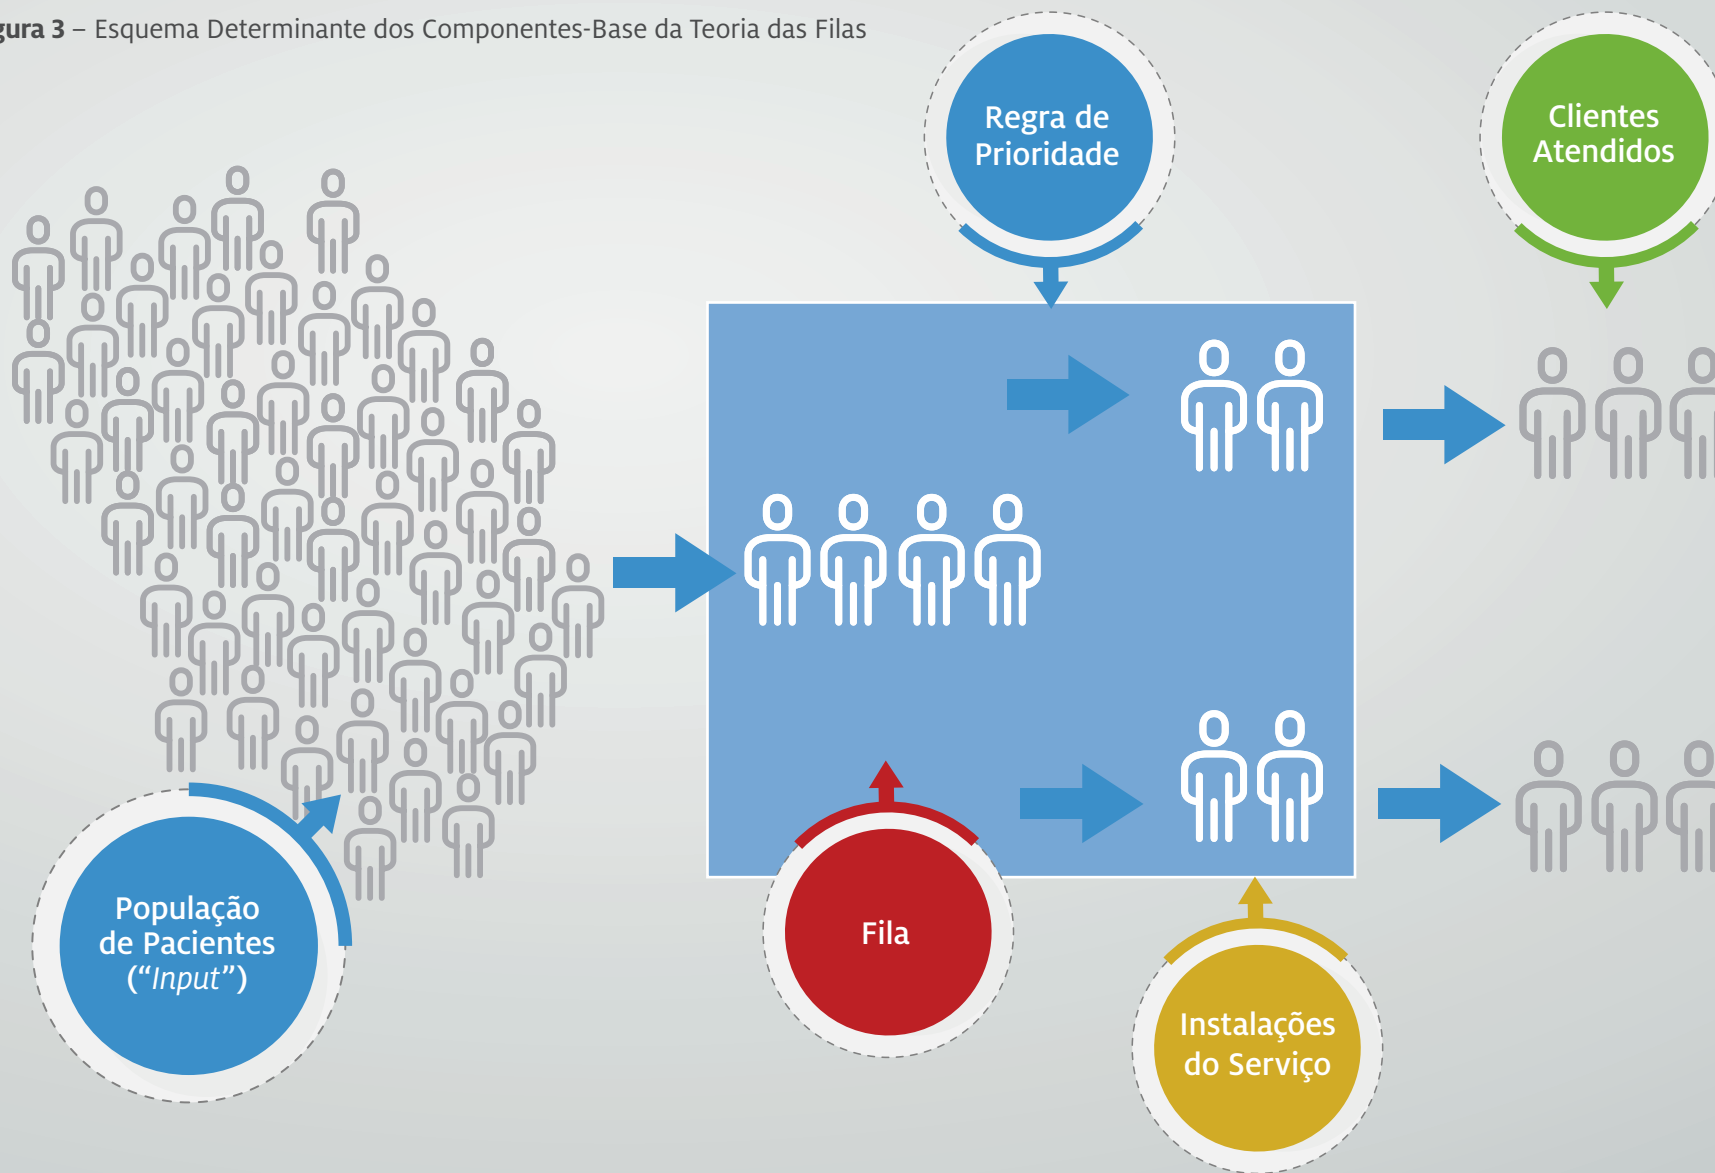 gura 3 – Esquema Determinante dos Componentes-Base da Teoria das Filas
Regra de
Prioridade
Clientes
Atendidos
População
de Pacientes
(“Input”)
Fila
Instalações
do Serviço